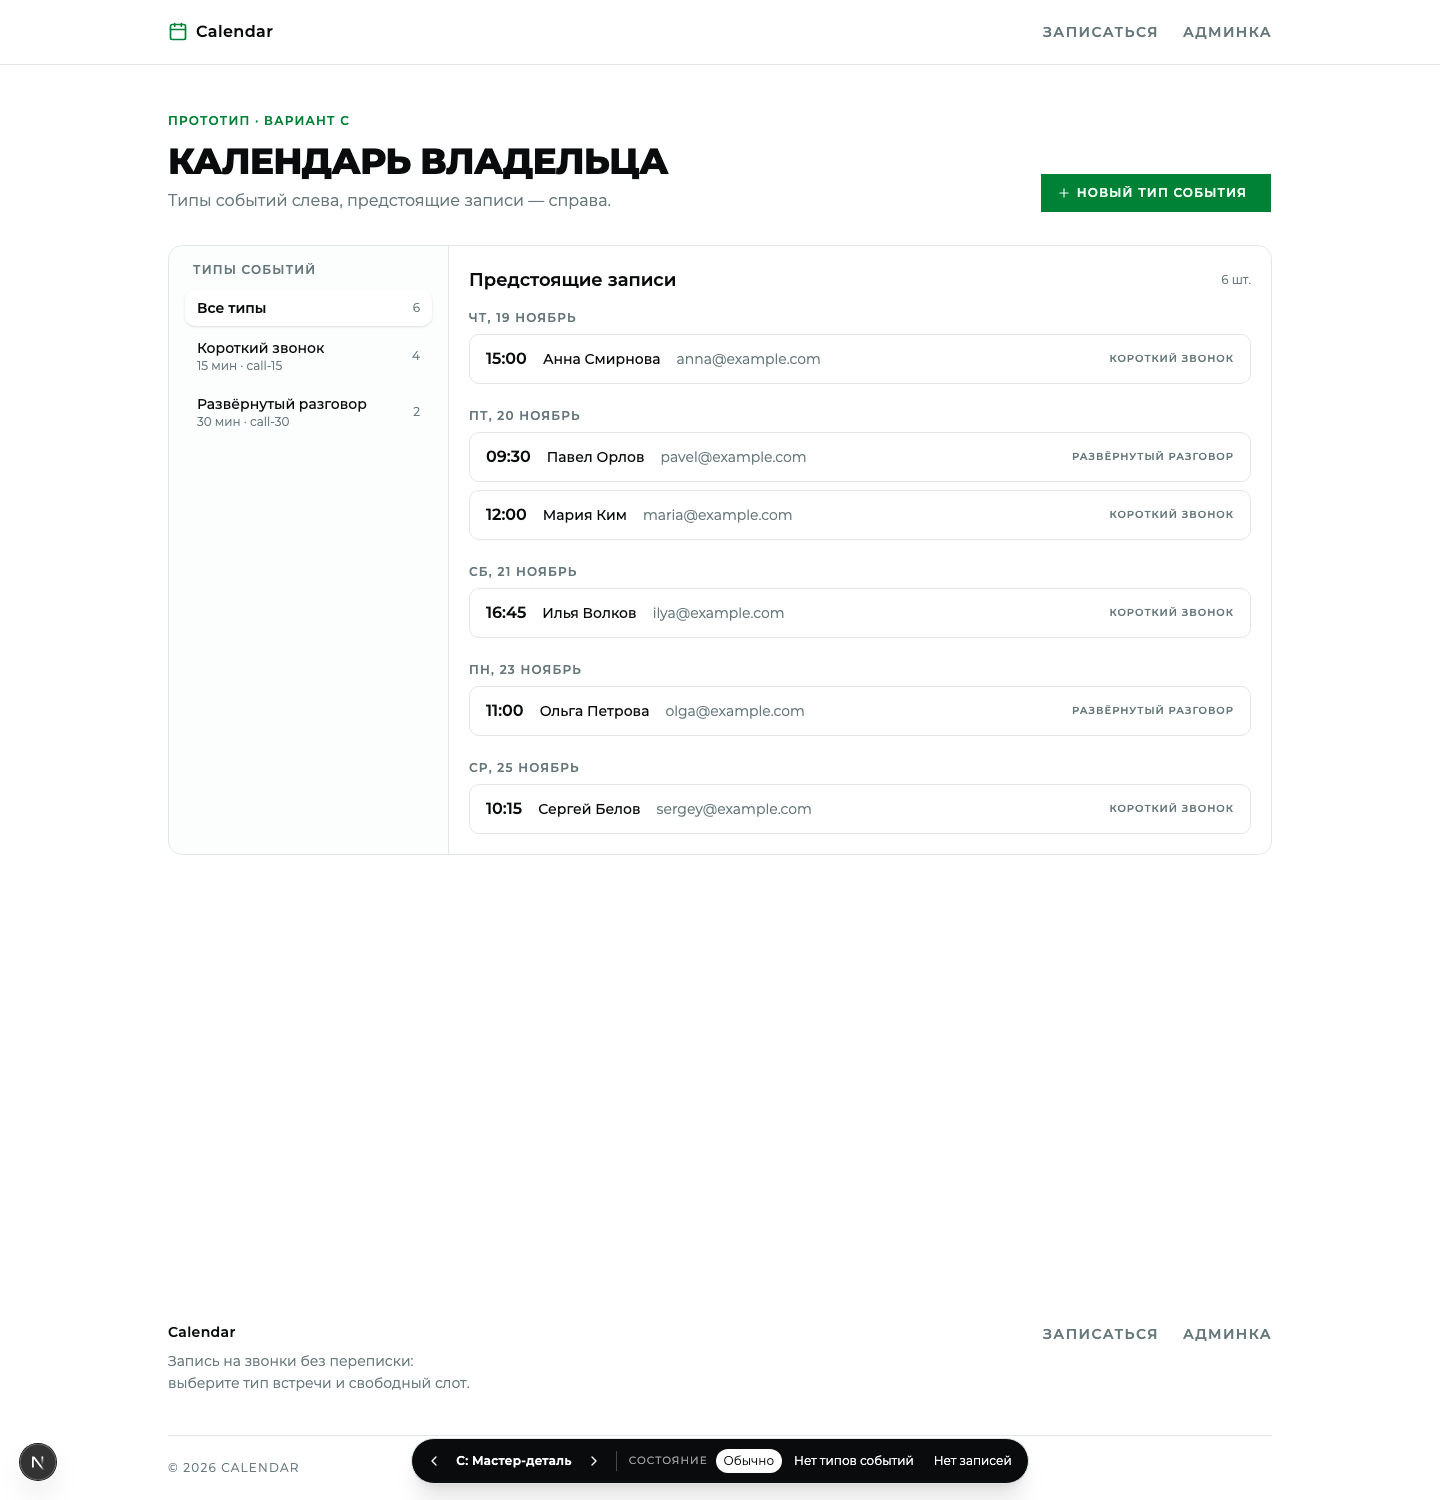 Calendar
ЗАПИСАТЬСЯ АДМИНКА
ПРОТОТИП · ВАРИАНТ C
КАЛЕНДАРЬ ВЛАДЕЛЬЦА
Типы событий слева, предстоящие записи — справа.
+ НОВЫЙ ТИП СОБЫТИЯ
ТИПЫ СОБЫТИЙ
Все типы 6
Короткий звонок 4
15 мин · call-15
Развёрнутый разговор 2
30 мин · call-30
Предстоящие записи 6 шт.
ЧТ, 19 НОЯБРЬ
15:00 Анна Смирнова anna@example.com КОРОТКИЙ ЗВОНОК
ПТ, 20 НОЯБРЬ
09:30 Павел Орлов pavel@example.com РАЗВЁРНУТЫЙ РАЗГОВОР
12:00 Мария Ким maria@example.com КОРОТКИЙ ЗВОНОК
СБ, 21 НОЯБРЬ
16:45 Илья Волков ilya@example.com КОРОТКИЙ ЗВОНОК
ПН, 23 НОЯБРЬ
11:00 Ольга Петрова olga@example.com РАЗВЁРНУТЫЙ РАЗГОВОР
СР, 25 НОЯБРЬ
10:15 Сергей Белов sergey@example.com КОРОТКИЙ ЗВОНОК
Calendar
ЗАПИСАТЬСЯ АДМИНКА
Запись на звонки без переписки:
выберите тип встречи и свободный слот.
© 2026 CALENDAR
N
C: Мастер-деталь СОСТОЯНИЕ Обычно Нет типов событий Нет записей